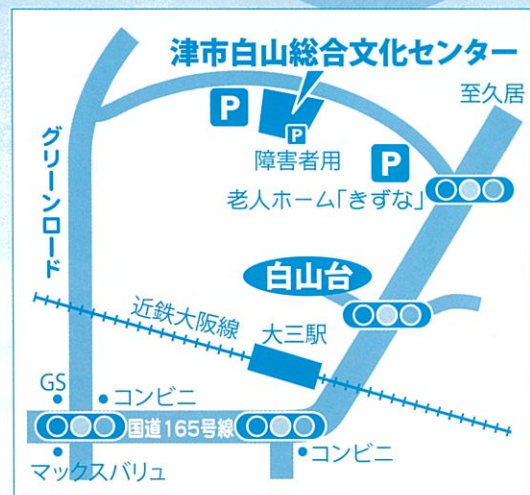 津市白山総合文化センター
至久居
P
P
障害者用
P
老人ホーム「きずな」
グリーンロード
白山台
近鉄大阪線
大三駅
GS
コンビニ
国道165号線
コンビニ
マックスバリュ